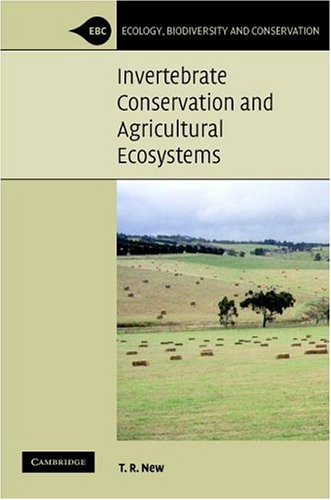 EBC
ECOLOGY, BIODIVERSITY AND CONSERVATION
Invertebrate
Conservation and
Agricultural
Ecosystems
CAMBRIDGE
T. R. New